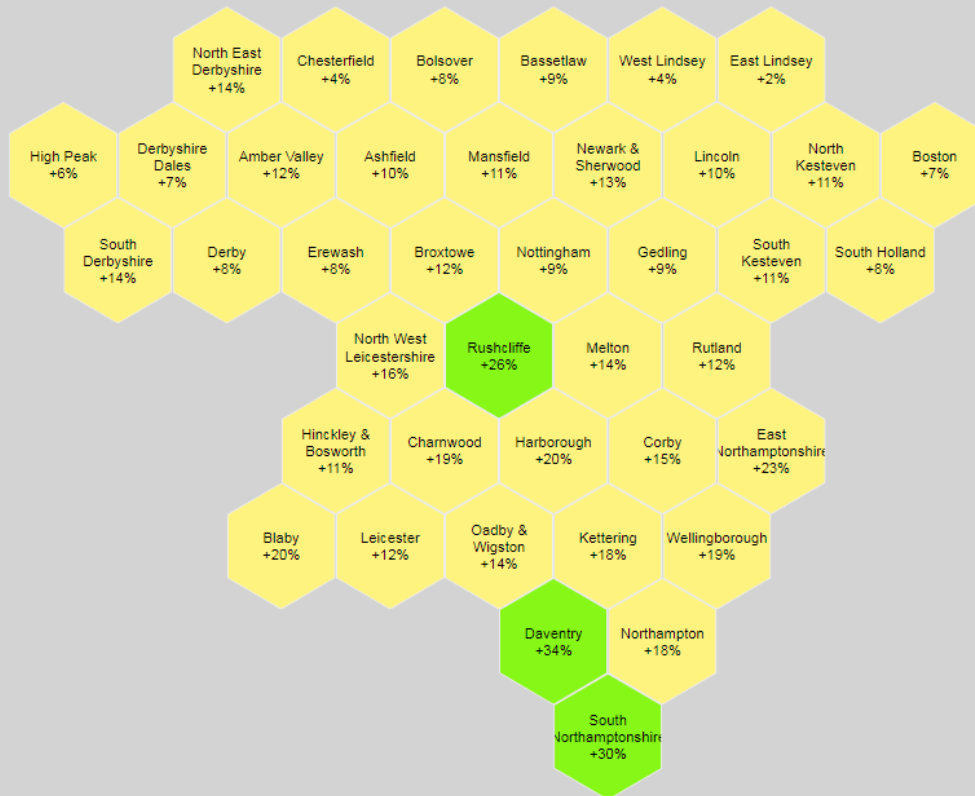 North East
Derbyshire
+14%
Chesterfield
+4%
Bolsover
+8%
Bassetlaw
+9%
West Lindsey
+4%
East Lindsey
+2%
High Peak
+6%
Derbyshire
Dales
+7%
Amber Valley
+12%
Ashfield
+10%
Mansfield
+11%
Newark &
Sherwood
+13%
Lincoln
+10%
North
Kesteven
+11%
Boston
+7%
South
Derbyshire
+14%
Derby
+8%
Erewash
+8%
Broxtowe
+12%
Nottingham
+9%
Gedling
+9%
South
Kesteven
+11%
South Holland
+8%
North West
Leicestershire
+16%
Rushcliffe
+26%
Melton
+14%
Rutland
+12%
Hinckley &
Bosworth
+11%
Charnwood
+19%
Harborough
+20%
Corby
+15%
East
Northamptonshire
+23%
Blaby
+20%
Leicester
+12%
Oadby &
Wigston
+14%
Kettering
+18%
Wellingborough
+19%
Daventry
+34%
Northampton
+18%
South
Northamptonshire
+30%